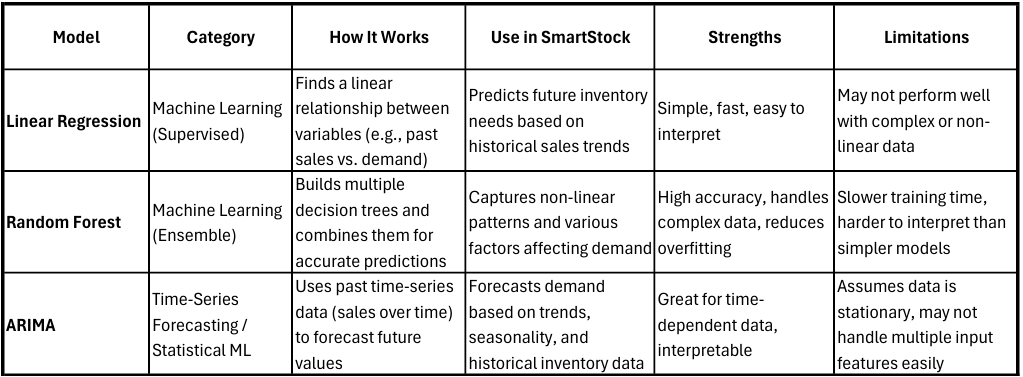 Model
Category
How It Works
Use in SmartStock
Strengths
Limitations
Linear Regression
Machine Learning
(Supervised)
Finds a linear
relationship between
variables (e.g., past
sales vs. demand)
Predicts future inventory
needs based on
historical sales trends
Simple, fast, easy to
interpret
May not perform well
with complex or non-
linear data
Random Forest
Machine Learning
(Ensemble)
Builds multiple
decision trees and
combines them for
accurate predictions
Captures non-linear
patterns and various
factors affecting demand
High accuracy, handles
complex data, reduces
overfitting
Slower training time,
harder to interpret than
simpler models
ARIMA
Time-Series
Forecasting /
Statistical ML
Uses past time-series
data (sales over time)
to forecast future
values
Forecasts demand
based on trends,
seasonality, and
historical inventory data
Great for time-
dependent data,
interpretable
Assumes data is
stationary, may not
handle multiple input
features easily